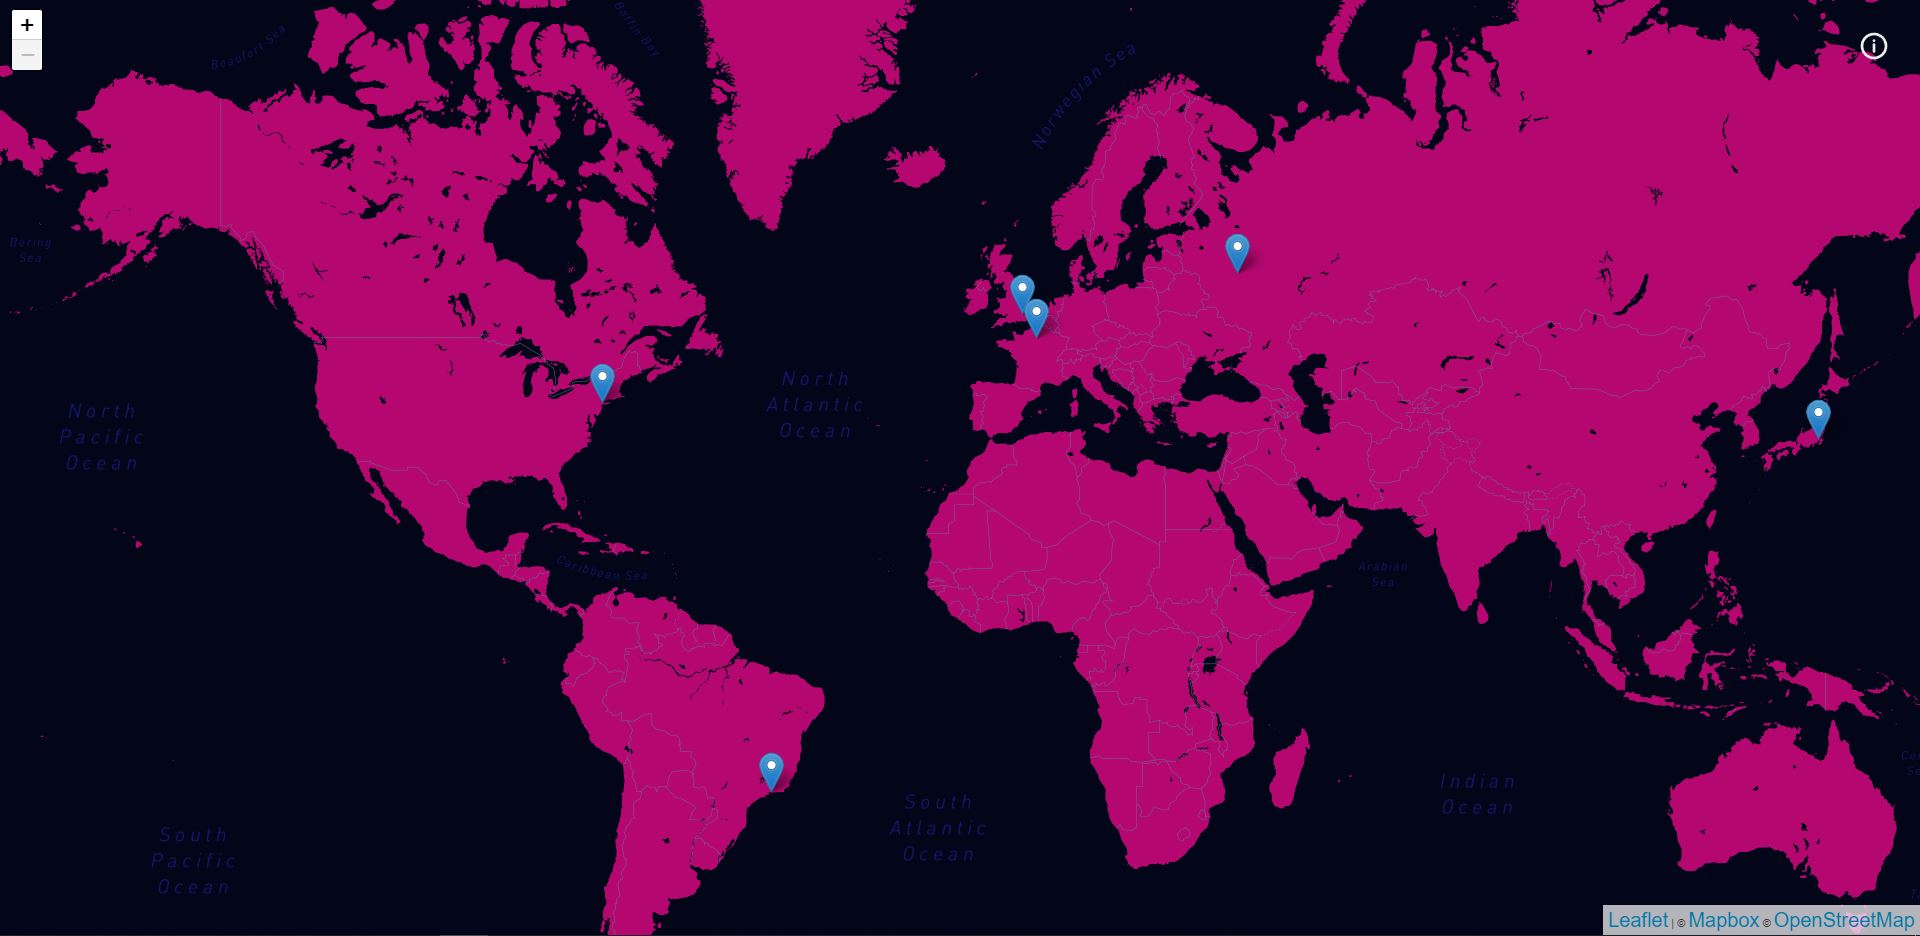 +
−
Beaufort Sea
Baffin Bay
Norwegian Sea
i
Bering
Sea
North
Pacific
Ocean
North
Atlantic
Ocean
Caribbean Sea
Arabian
Sea
South
Pacific
Ocean
South
Atlantic
Ocean
Indian
Ocean
Leaflet | © Mapbox © OpenStreetMap